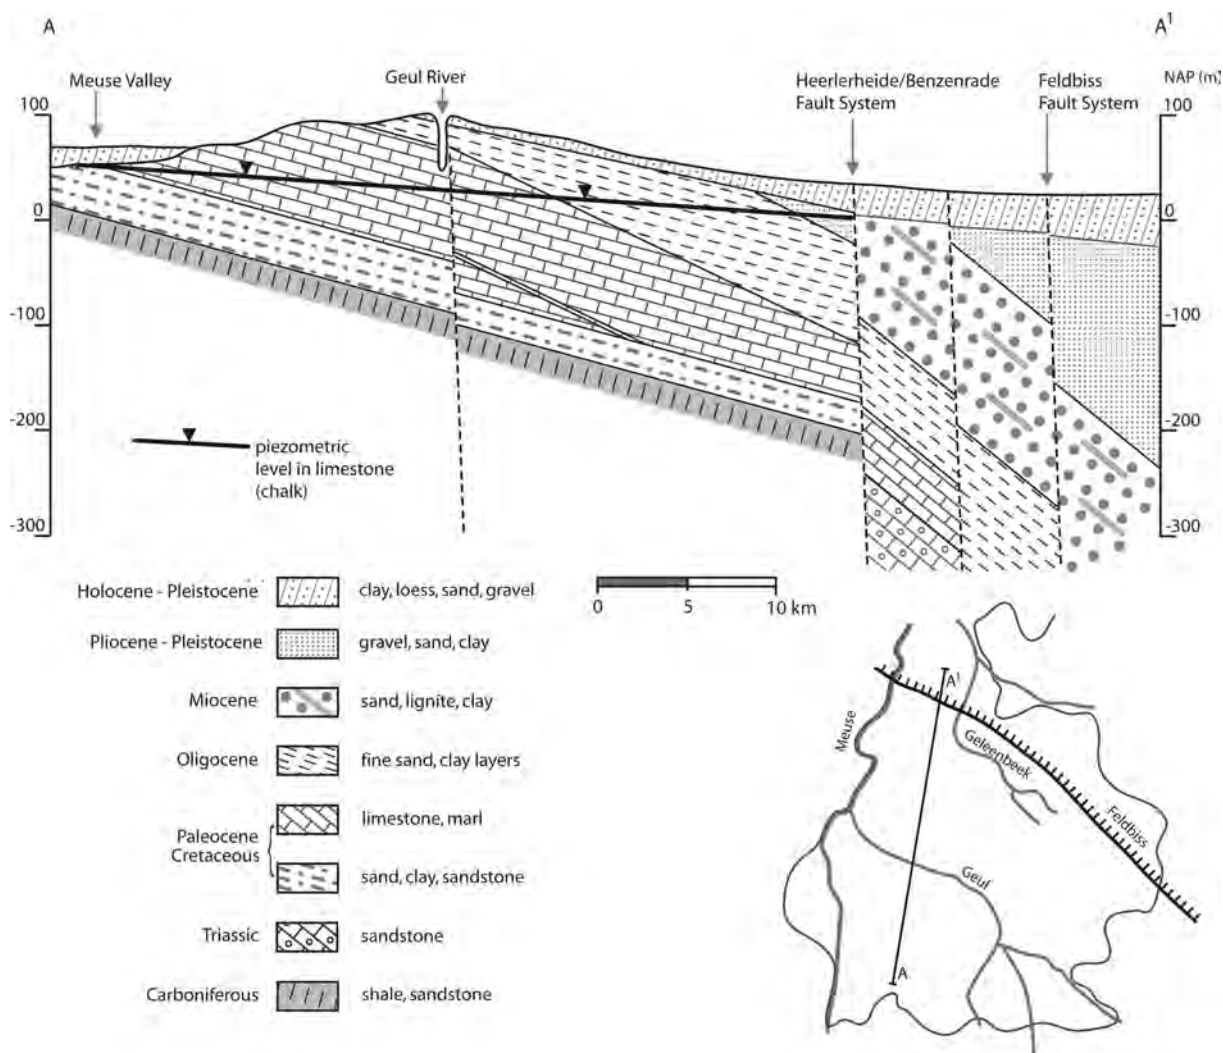 A
A¹
Meuse Valley
Geul River
Heerlerheide/Benzenrade
Fault System
Feldbiss
Fault System
NAP (m)
100
0
-100
-200
-300
100
0
-100
-200
-300
piezometric
level in limestone
(chalk)
Holocene - Pleistocene
clay, loess, sand, gravel
Pliocene - Pleistocene
gravel, sand, clay
Miocene
sand, lignite, clay
Oligocene
fine sand, clay layers
Paleocene
Cretaceous
limestone, marl
sand, clay, sandstone
Triassic
sandstone
Carboniferous
shale, sandstone
0
5
10 km
A¹
Meuse
Geleenbeek
Feldbiss
Geul
A